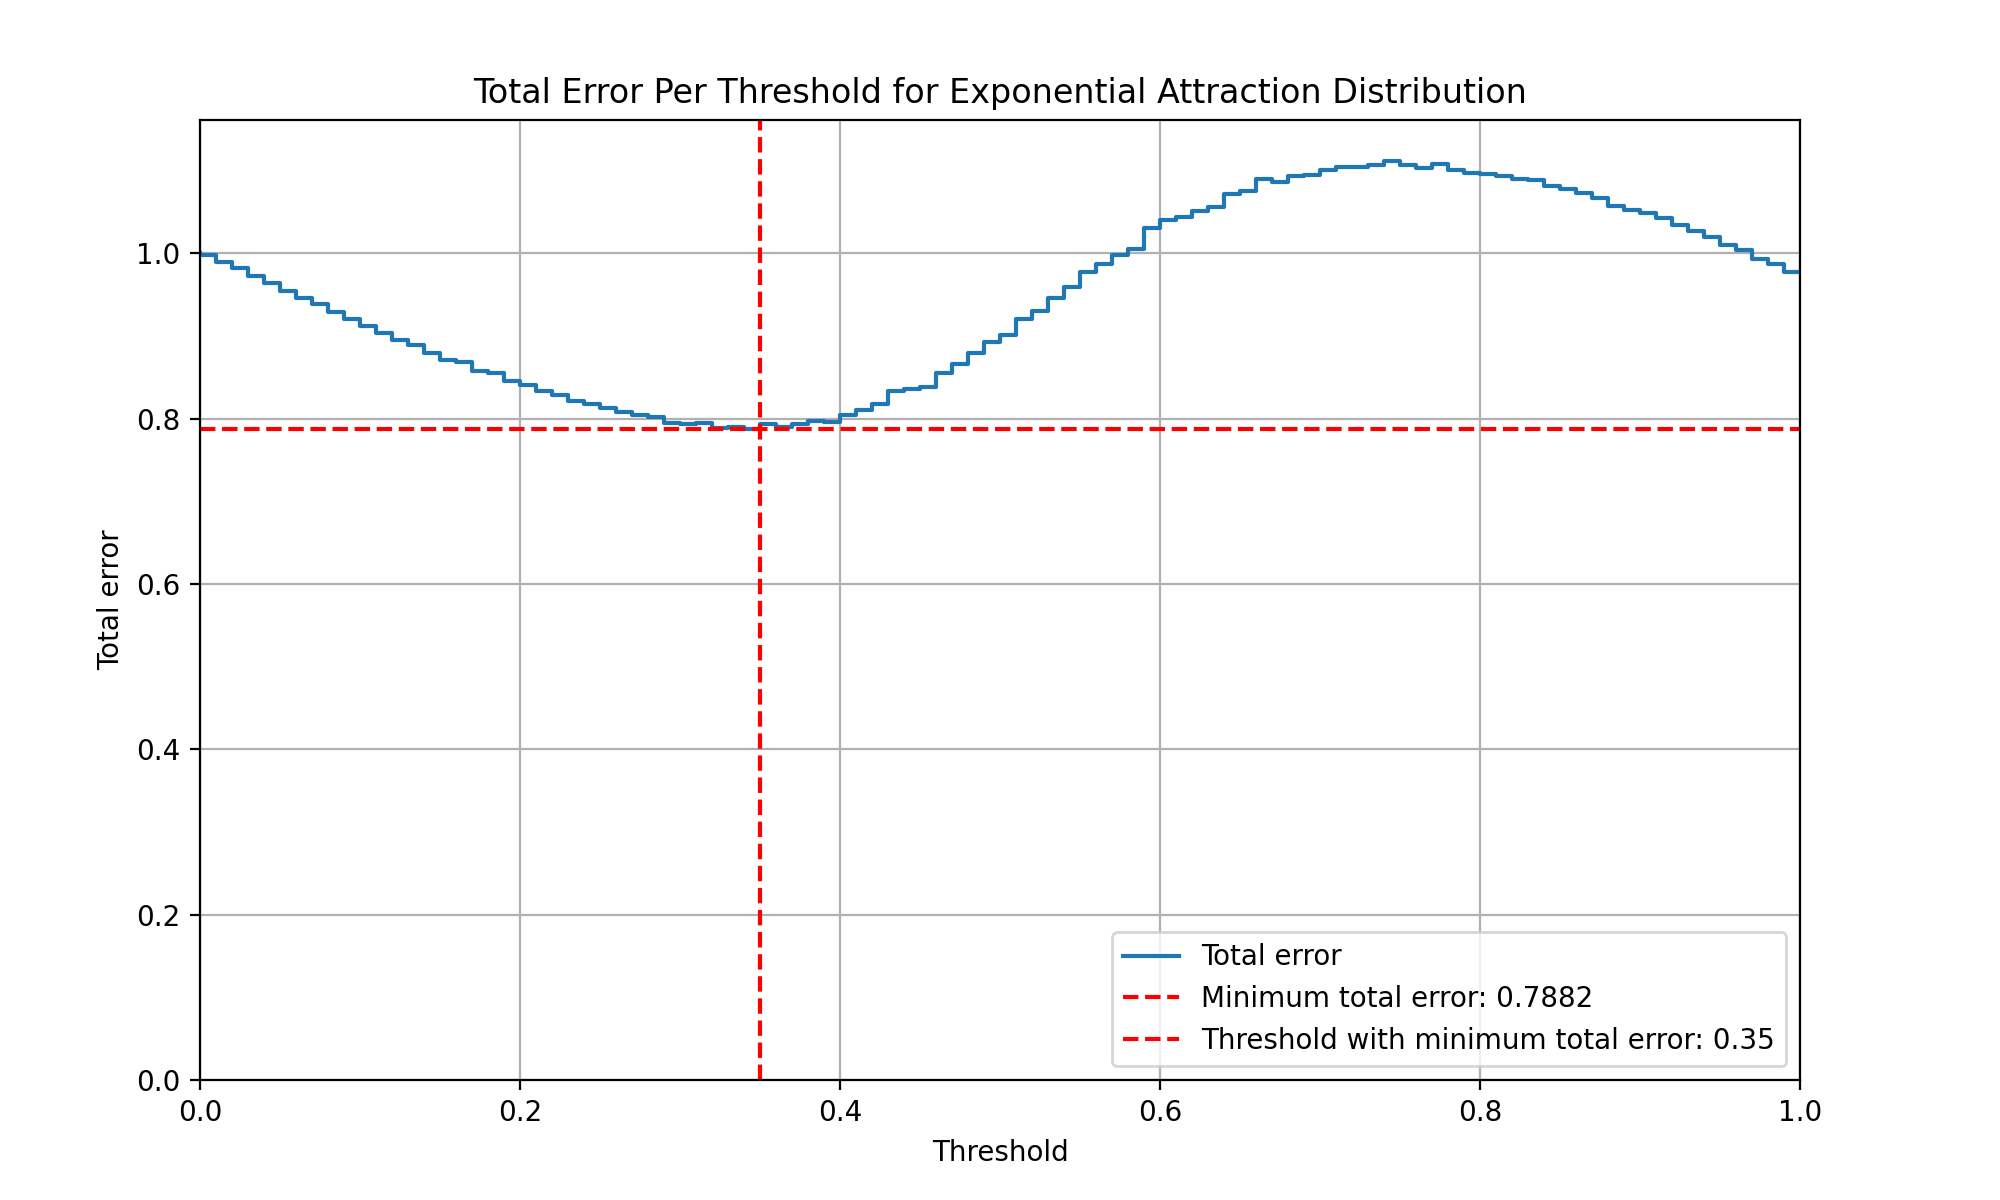 Total Error Per Threshold for Exponential Attraction Distribution
1.0
0.8
0.6
0.4
0.2
0.0
Total error
Total error
Minimum total error: 0.7882
Threshold with minimum total error: 0.35
0.0 0.2 0.4 0.6 0.8 1.0
Threshold